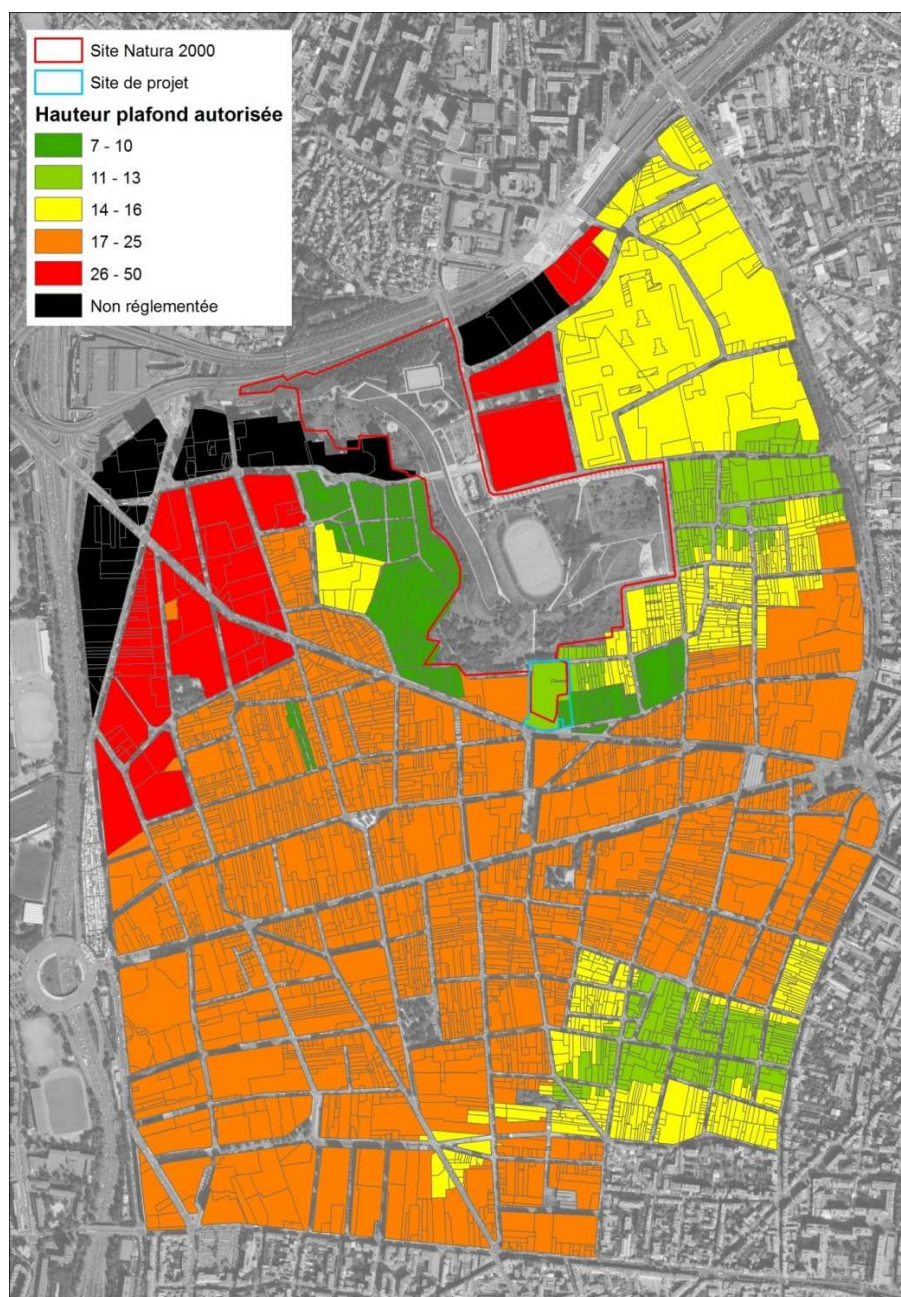 Site Natura 2000
Site de projet
Hauteur plafond autorisée
7 - 10
11 - 13
14 - 16
17 - 25
26 - 50
Non réglementée